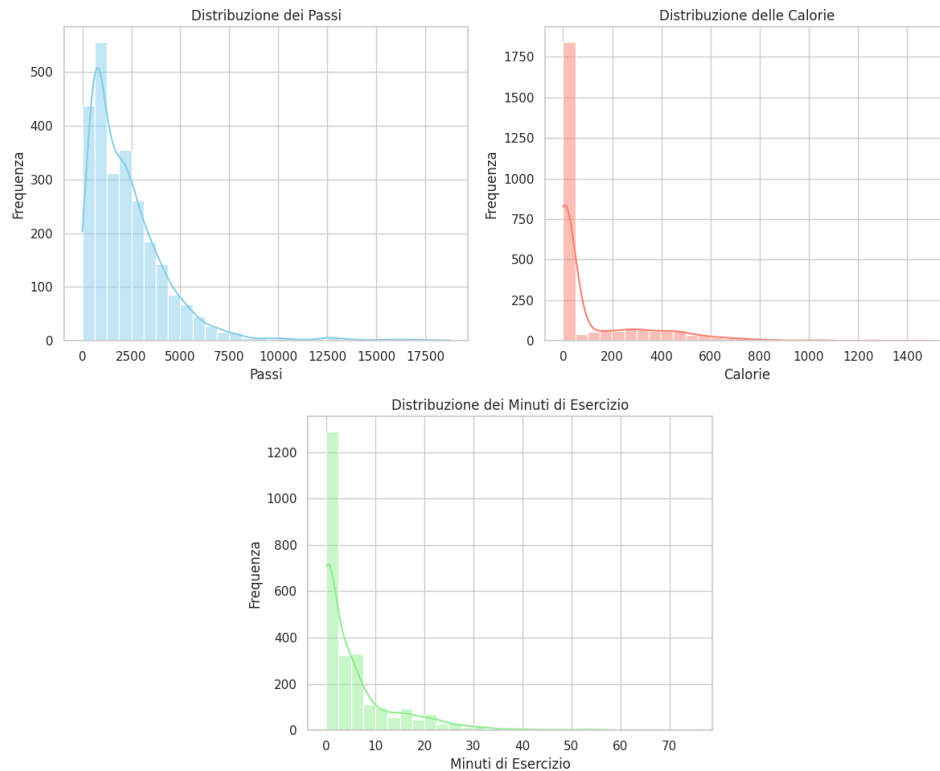 Distribuzione dei Passi
Frequenza
500
400
300
200
100
0
0 2500 5000 7500 10000 12500 15000 17500
Passi
Distribuzione delle Calorie
Frequenza
1750
1500
1250
1000
750
500
250
0
0 200 400 600 800 1000 1200 1400
Calorie
Distribuzione dei Minuti di Esercizio
Frequenza
1200
1000
800
600
400
200
0
0 10 20 30 40 50 60 70
Minuti di Esercizio